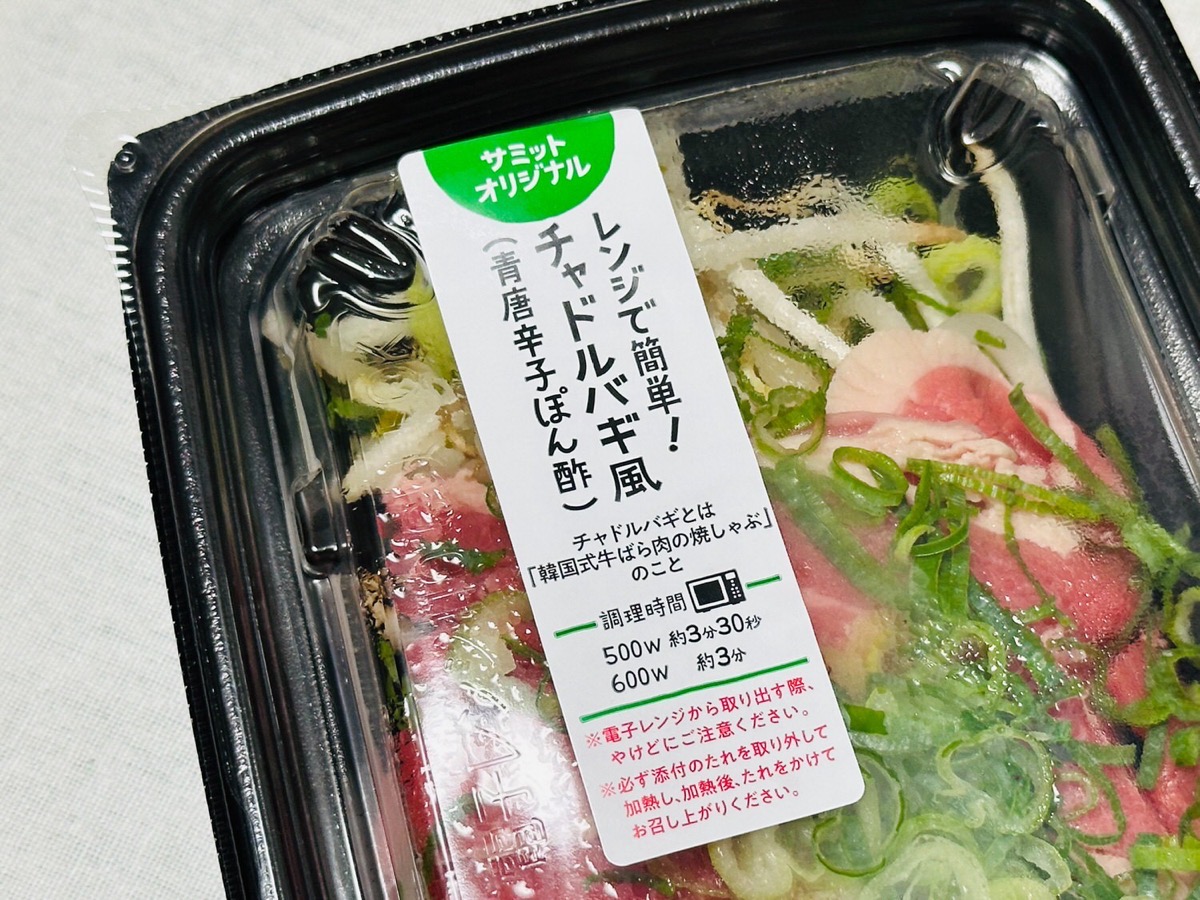 サミット
オリジナル
レンジで簡単！
チャドルバギ風
（青唐辛子ぽん酢）
チャドルバギとは
「韓国式牛ばら肉の焼しゃぶ」
のこと
調理時間
500W 約3分30秒
600W 約3分
※電子レンジから取り出す際、
やけどにご注意ください。
※必ず添付のたれを取り外して
加熱し、加熱後、たれをかけて
お召し上がりください。